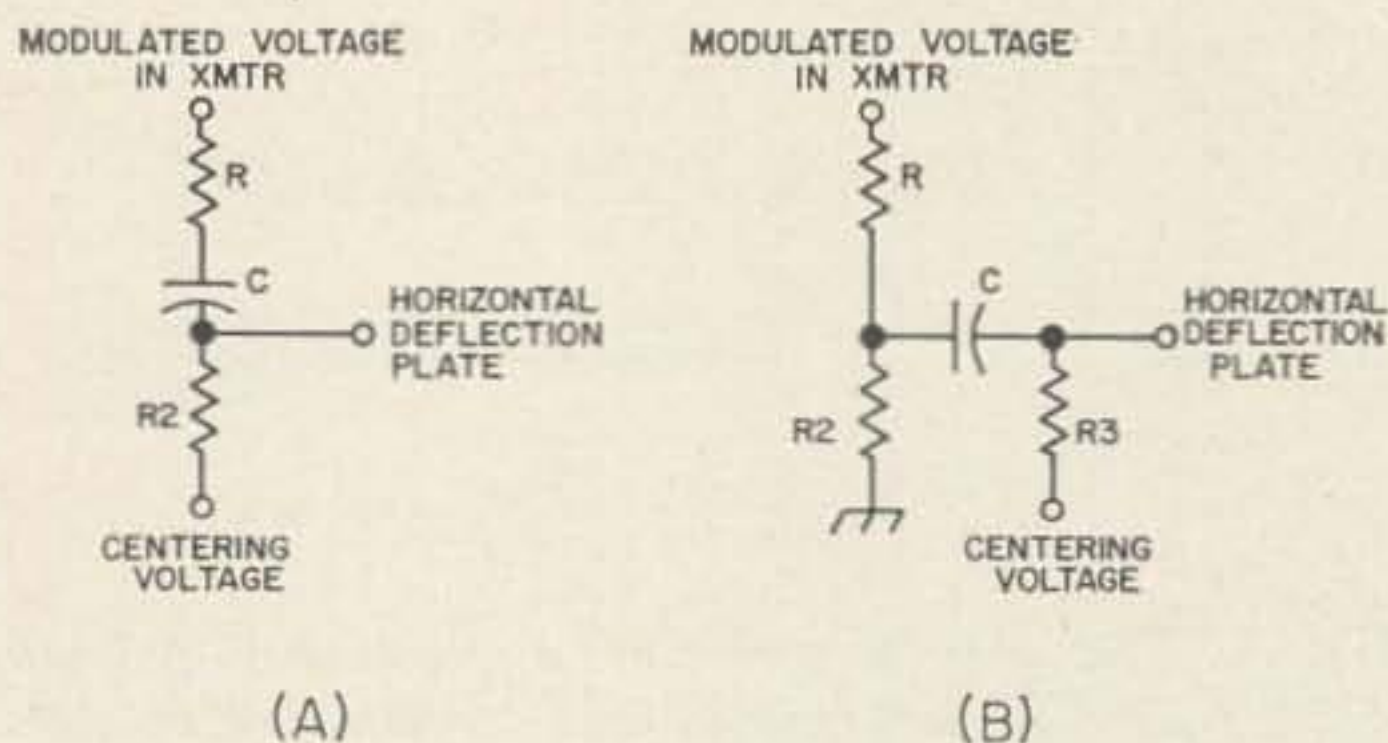 MODULATED VOLTAGE
IN XMTR
R
C
HORIZONTAL
DEFLECTION
PLATE
R2
CENTERING
VOLTAGE
(A)
MODULATED VOLTAGE
IN XMTR
R
C
HORIZONTAL
DEFLECTION
PLATE
R2
R3
CENTERING
VOLTAGE
(B)